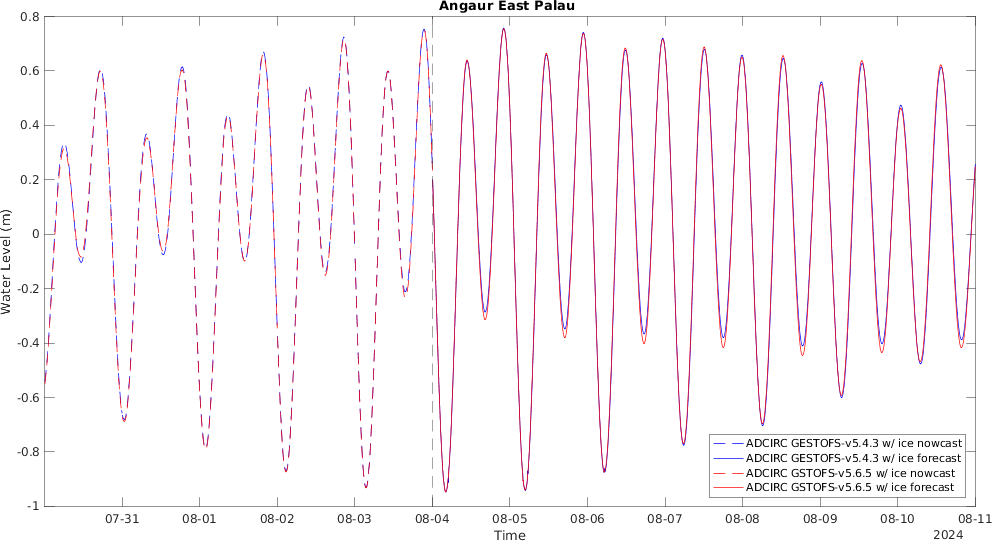 Angaur East Palau
0.8
0.6
0.4
0.2
0
-0.2
-0.4
-0.6
-0.8
-1
Water Level (m)
ADCIRC GESTOFS-v5.4.3 w/ ice nowcast
ADCIRC GESTOFS-v5.4.3 w/ ice forecast
ADCIRC GSTOFS-v5.6.5 w/ ice nowcast
ADCIRC GSTOFS-v5.6.5 w/ ice forecast
07-31 08-01 08-02 08-03 08-04 08-05 08-06 08-07 08-08 08-09 08-10 08-11
Time
2024